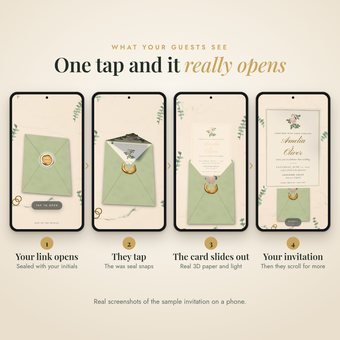 WHAT YOUR GUESTS SEE
One tap and it really opens
TAP TO OPEN
Amelia
Oliver
1
Your link opens
Sealed with your initials
2
They tap
The wax seal snaps
3
The card slides out
Real 3D paper and light
4
Your invitation
Then they scroll for more
Real screenshots of the sample invitation on a phone.